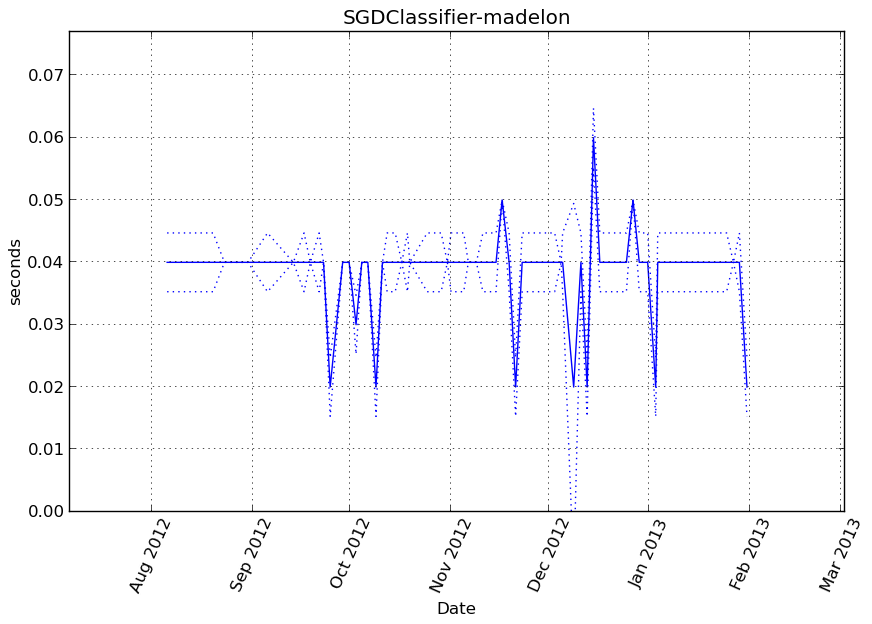 SGDClassifier-madelon
0.07
0.06
0.05
0.04
0.03
0.02
0.01
0.00
seconds
Aug 2012
Sep 2012
Oct 2012
Nov 2012
Dec 2012
Jan 2013
Feb 2013
Mar 2013
Date